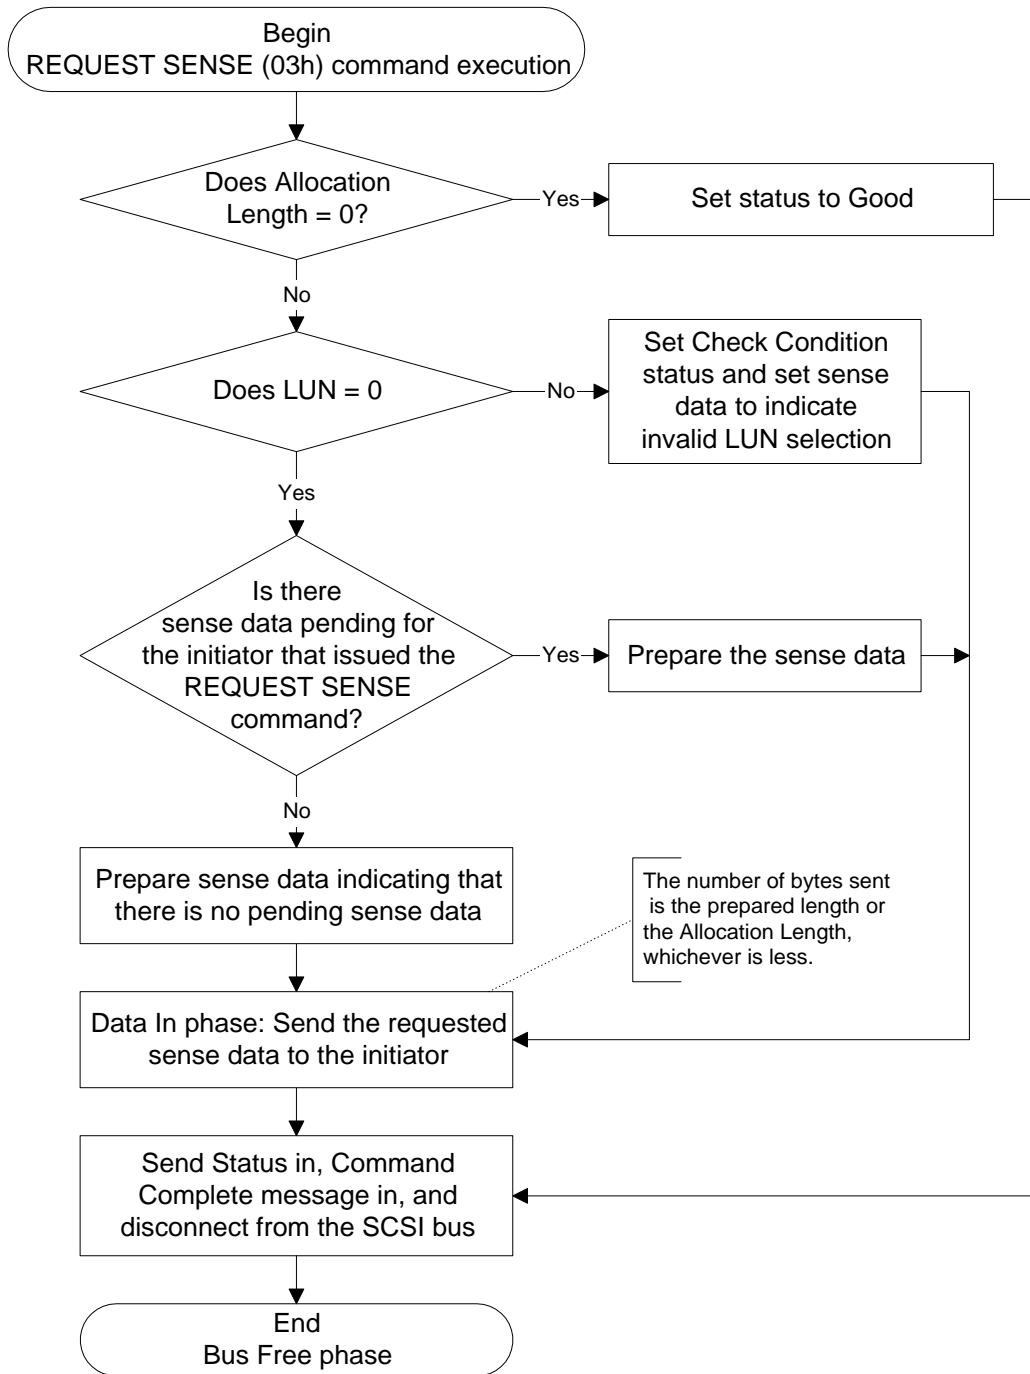 Begin
REQUEST SENSE (03h) command execution
Does Allocation
Length = 0?
Yes
Set status to Good
No
Does LUN = 0
No
Set Check Condition
status and set sense
data to indicate
invalid LUN selection
Yes
Is there
sense data pending for
the initiator that issued the
REQUEST SENSE
command?
Yes
Prepare the sense data
No
Prepare sense data indicating that
there is no pending sense data
The number of bytes sent
is the prepared length or
the Allocation Length,
whichever is less.
Data In phase: Send the requested
sense data to the initiator
Send Status in, Command
Complete message in, and
disconnect from the SCSI bus
End
Bus Free phase